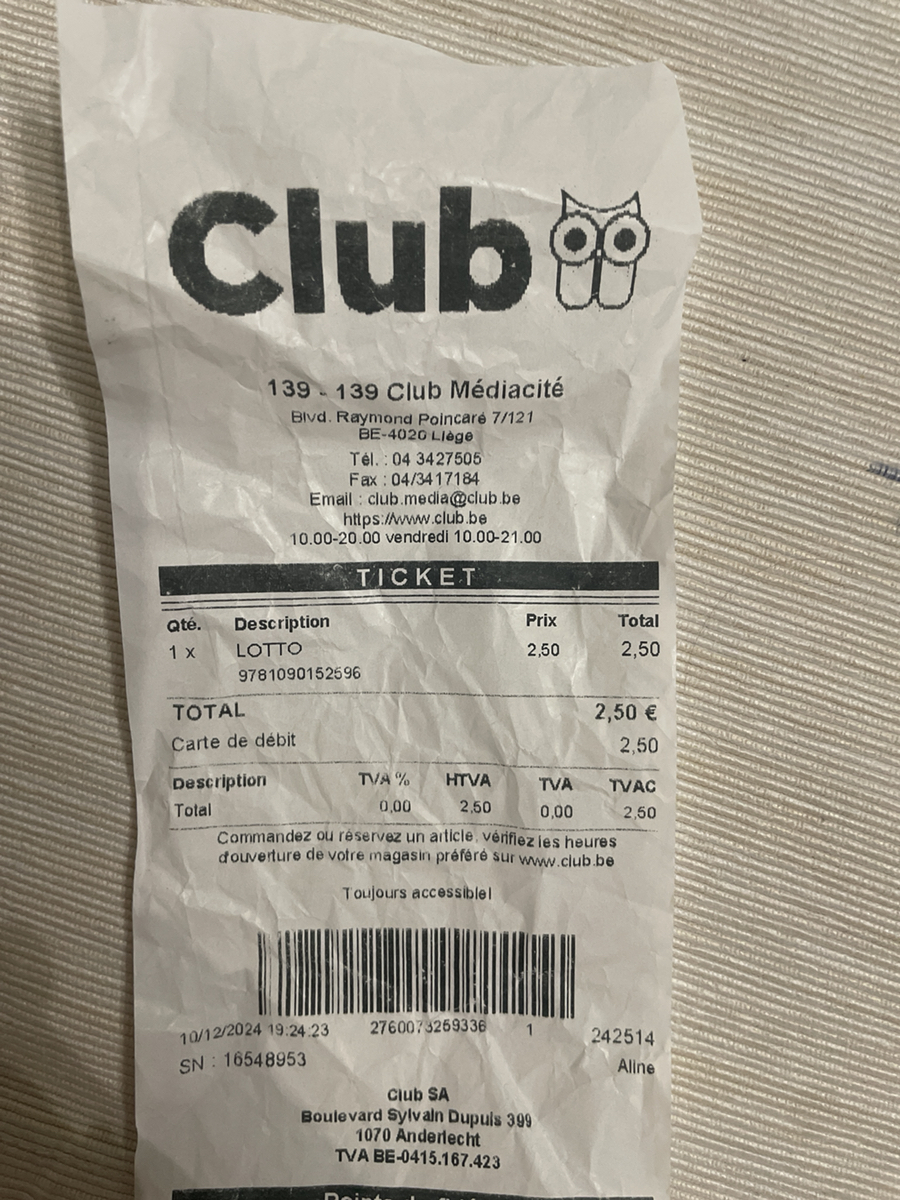 Club
139 - 139 Club Médiacité
Blvd. Raymond Poincaré 7/121
BE-4020 Liège
Tél. : 04 3427505
Fax : 04/3417184
Email : club.media@club.be
https://www.club.be
10.00-20.00 vendredi 10.00-21.00
TICKET
Qté. Description Prix Total
1 x LOTTO 2,50 2,50
9781090152596
TOTAL 2,50 €
Carte de débit 2,50
Description TVA % HTVA TVA TVAC
Total 0,00 2,50 0,00 2,50
Commandez ou réservez un article, vérifiez les heures
d'ouverture de votre magasin préféré sur www.club.be
Toujours accessible!
10/12/2024 19:24:23 2760073259336 1 242514
SN : 16548953 Aline
Club SA
Boulevard Sylvain Dupuis 399
1070 Anderlecht
TVA BE-0415.167.423